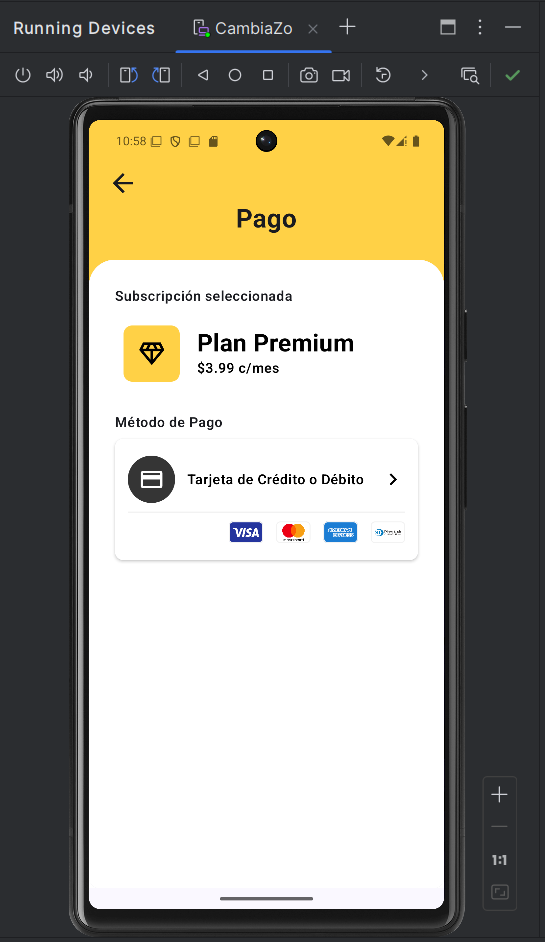 Running Devices
CambiaZo
10:58
Pago
Subscripción seleccionada
Plan Premium
$3.99 c/mes
Método de Pago
Tarjeta de Crédito o Débito
VISA
1:1